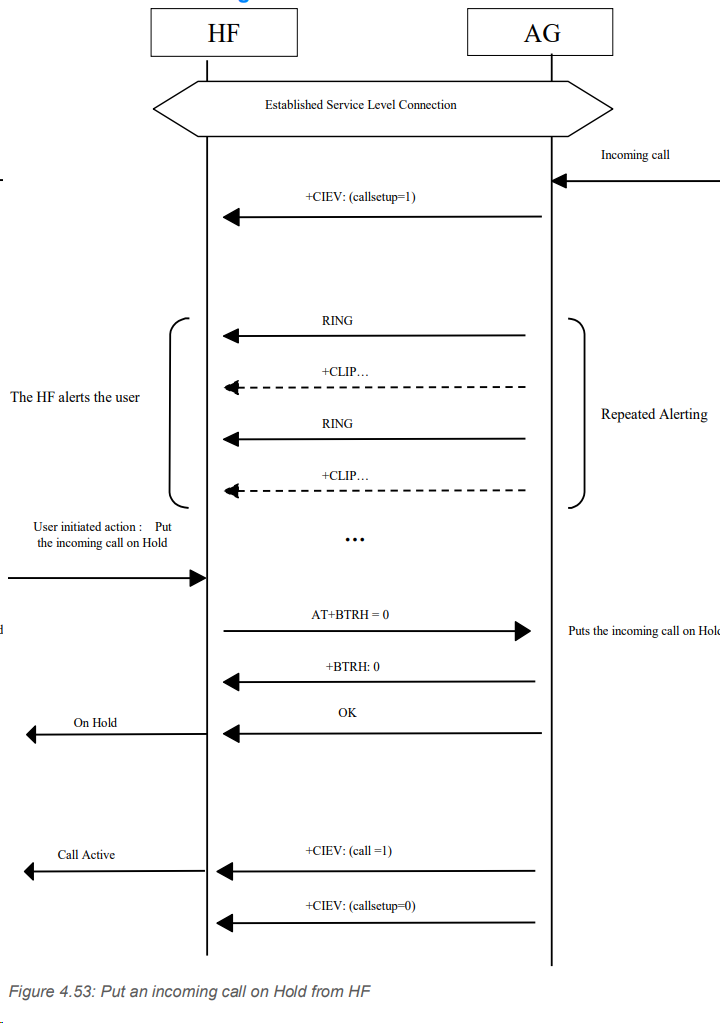 HF
AG
Established Service Level Connection
Incoming call
+CIEV: (callsetup=1)
RING
+CLIP…
The HF alerts the user
RING
Repeated Alerting
+CLIP…
User initiated action : Put
the incoming call on Hold
...
AT+BTRH = 0
Puts the incoming call on Hold
+BTRH: 0
OK
On Hold
+CIEV: (call =1)
Call Active
+CIEV: (callsetup=0)
Figure 4.53: Put an incoming call on Hold from HF